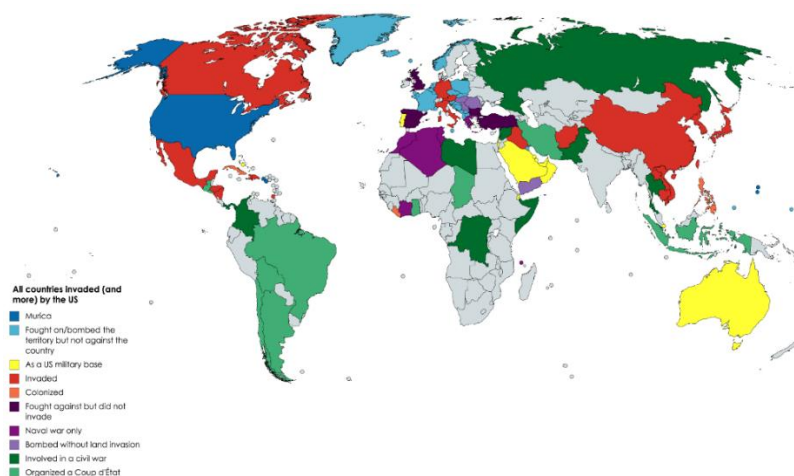 All countries invaded (and
more) by the US
Murica
Fought on/bombed the
territory but not against the
country
As a US military base
Invaded
Colonized
Fought against but did not
invade
Naval war only
Bombed without land invasion
Involved in a civil war
Organized a Coup d'État